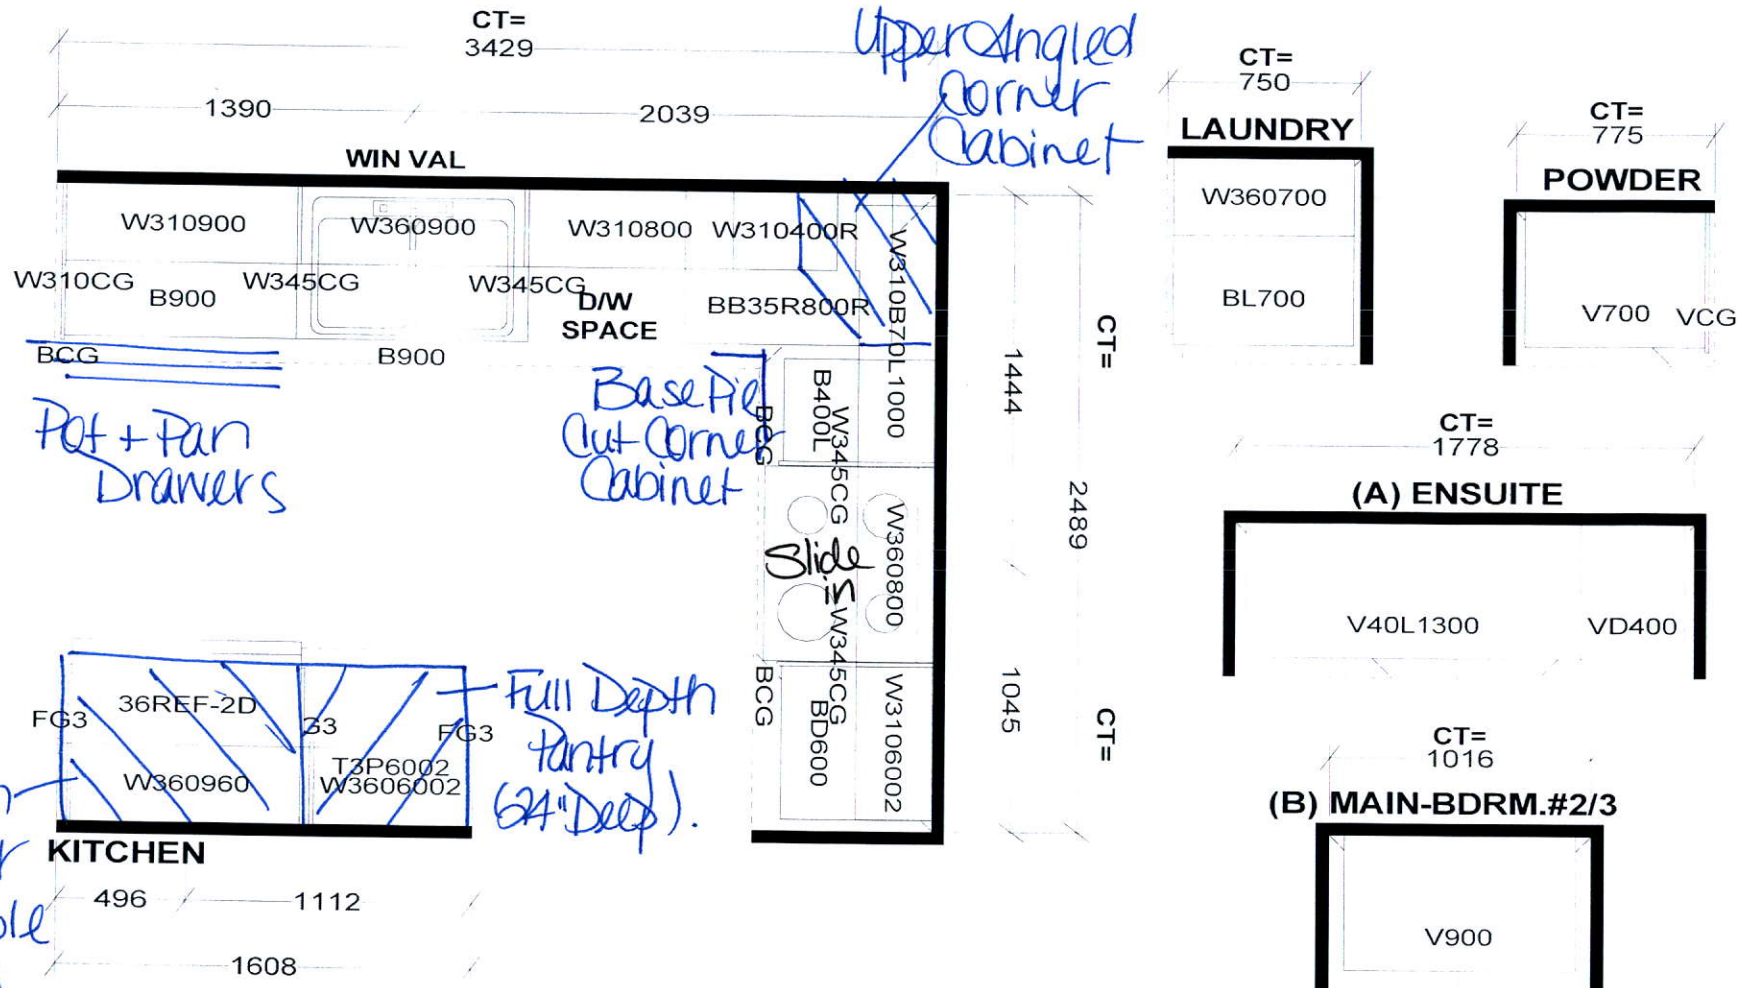 CT=
3429
1390
2039
Upper Angled
Corner
Cabinet
WIN VAL
W310900
W360900
W310800
W310400R
W310CG
B900
W345CG
W345CG
D/W
SPACE
BB35R800R
W310B70L1000
BCG
B900
Pot + Pan
Drawers
Base Pie
Cut Corner
Cabinet
BCG
B400L
W345CG
Slide
in
W360800
W345CG
BCG
BD600
W3106002
1444
1045
CT=
2489
CT=
FG3
36REF-2D
G3
FG3
W360960
T3P6002
W3606002
Full Depth
Pantry
(24" Deep).
KITCHEN
496
1112
1608
CT=
750
LAUNDRY
W360700
BL700
CT=
775
POWDER
V700
VCG
CT=
1778
(A) ENSUITE
V40L1300
VD400
CT=
1016
(B) MAIN-BDRM.#2/3
V900